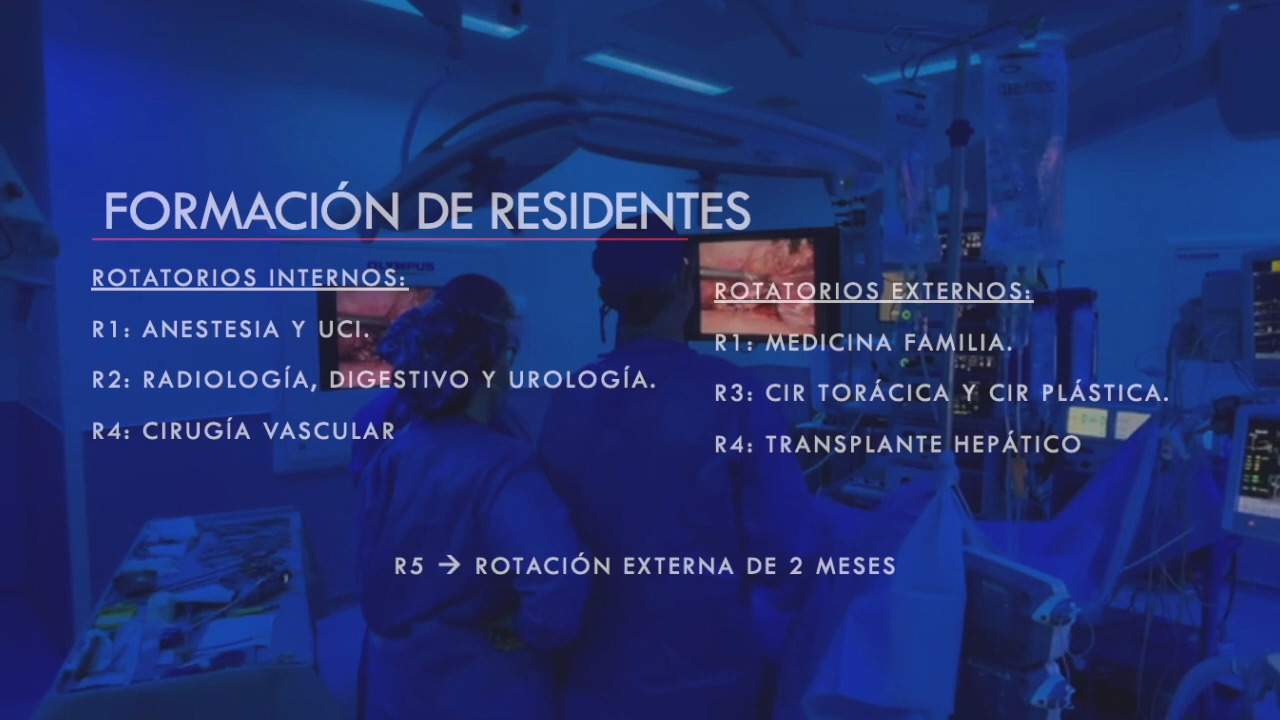 FORMACIÓN DE RESIDENTES
OLYMPUS
ROTATORIOS INTERNOS:
R1: ANESTESIA Y UCI.
R2: RADIOLOGÍA, DIGESTIVO Y UROLOGÍA.
R4: CIRUGÍA VASCULAR
ROTATORIOS EXTERNOS:
R1: MEDICINA FAMILIA.
R3: CIR TORÁCICA Y CIR PLÁSTICA.
R4: TRANSPLANTE HEPÁTICO
R5 → ROTACIÓN EXTERNA DE 2 MESES